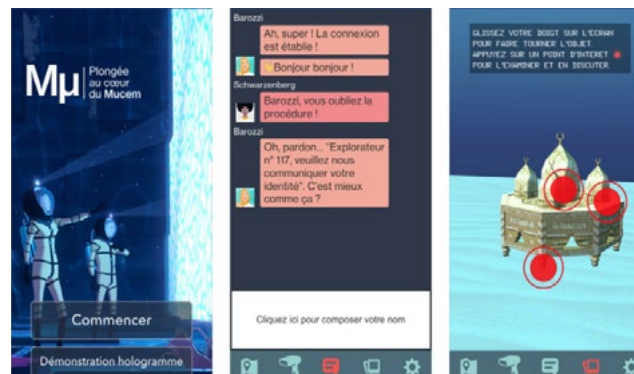 Mµ
Plongée
au cœur
du Mucem
Commencer
Démonstration hologramme
Barozzi
Ah, super ! La connexion
est établie !
Bonjour bonjour !
Schwarzenberg
Barozzi, vous oubliez la
procédure !
Barozzi
Oh, pardon... "Explorateur
n° 117, veuillez nous
communiquer votre
identité". C'est mieux
comme ça ?
Cliquez ici pour composer votre nom
GLISSEZ VOTRE DOIGT SUR L'ECRAN
POUR FAIRE TOURNER L'OBJET.
APPUYEZ SUR UN POINT D'INTERET
POUR L'EXAMINER ET EN DISCUTER